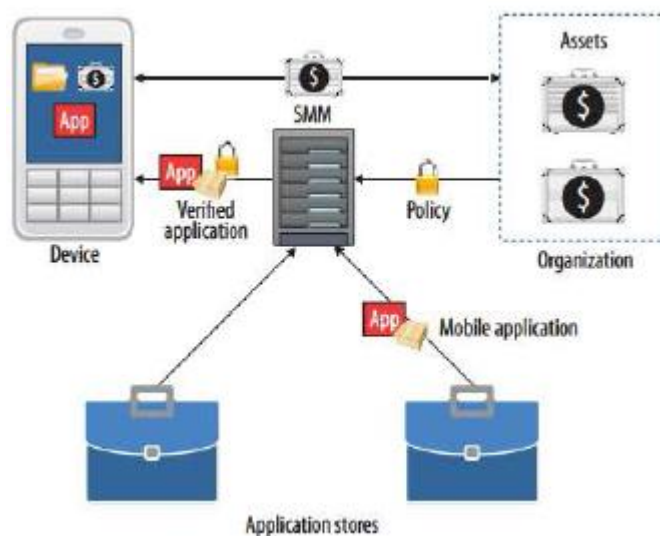 Assets
$
App
$
SMM
$
App
Verified
application
Policy
$
Device
Organization
App
Mobile application
Application stores